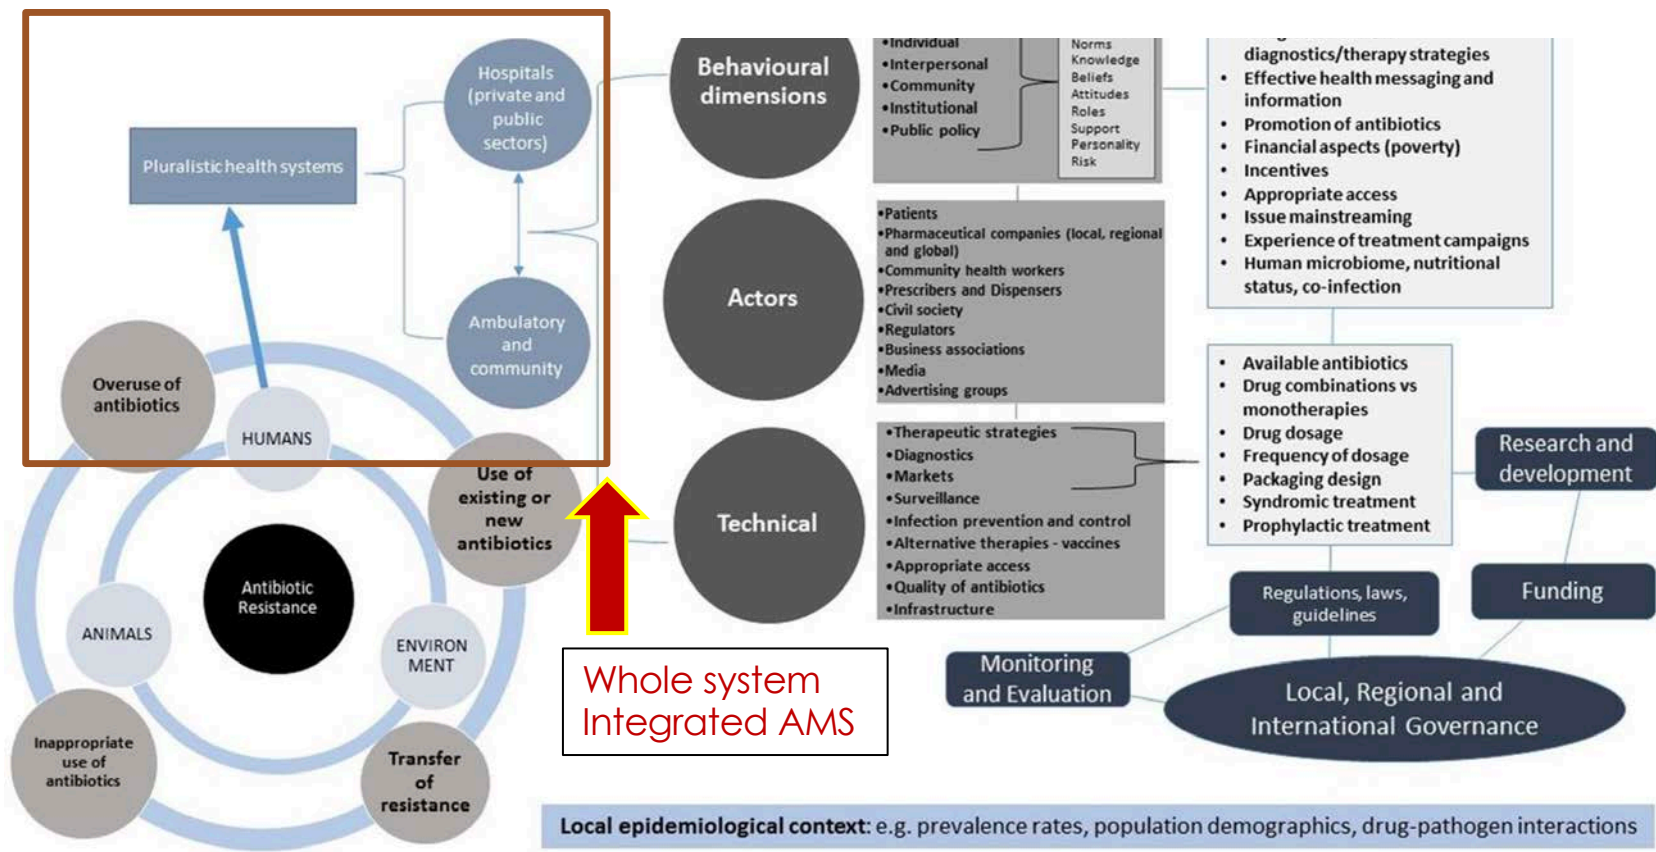 Hospitals
(private and
public
sectors)
Pluralistic health systems
Ambulatory
and
community
Overuse of
antibiotics
HUMANS
Use of
existing or
new
antibiotics
Antibiotic
Resistance
ANIMALS
ENVIRON
MENT
Inappropriate
use of
antibiotics
Transfer
of
resistance
Whole system
Integrated AMS
Behavioural
dimensions
•Individual
•Interpersonal
•Community
•Institutional
•Public policy
Norms
Knowledge
Beliefs
Attitudes
Roles
Support
Personality
Risk
diagnostics/therapy strategies
• Effective health messaging and
information
• Promotion of antibiotics
• Financial aspects (poverty)
• Incentives
• Appropriate access
• Issue mainstreaming
• Experience of treatment campaigns
• Human microbiome, nutritional
status, co-infection
Actors
•Patients
•Pharmaceutical companies (local, regional
and global)
•Community health workers
•Prescribers and Dispensers
•Civil society
•Regulators
•Business associations
•Media
•Advertising groups
Technical
•Therapeutic strategies
•Diagnostics
•Markets
•Surveillance
•Infection prevention and control
•Alternative therapies - vaccines
•Appropriate access
•Quality of antibiotics
•Infrastructure
• Available antibiotics
• Drug combinations vs
monotherapies
• Drug dosage
• Frequency of dosage
• Packaging design
• Syndromic treatment
• Prophylactic treatment
Research and
development
Funding
Regulations, laws,
guidelines
Monitoring
and Evaluation
Local, Regional and
International Governance
Local epidemiological context: e.g. prevalence rates, population demographics, drug-pathogen interactions